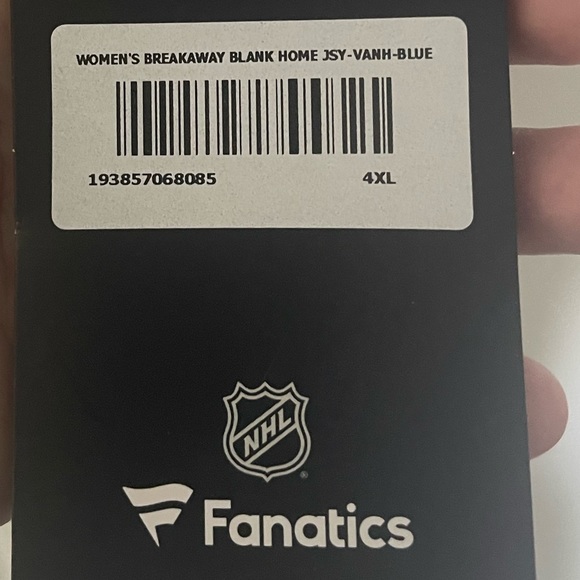 WOMEN'S BREAKAWAY BLANK HOME JSY-VANH-BLUE
193857068085 4XL
NHL
Fanatics